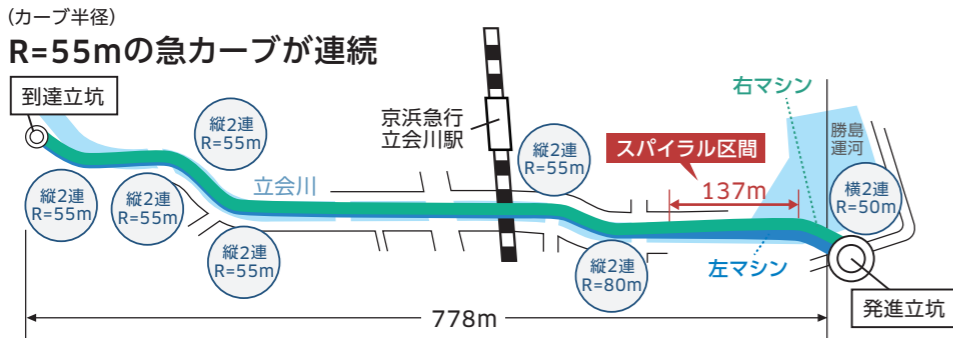 (カーブ半径)
R=55mの急カーブが連続
到達立坑
縦2連
R=55m
京浜急行
立会川駅
縦2連
R=55m
右マシン
スパイラル区間
勝島
運河
縦2連
R=55m
縦2連
R=55m
立会川
137m
横2連
R=50m
縦2連
R=55m
縦2連
R=80m
左マシン
発進立坑
778m